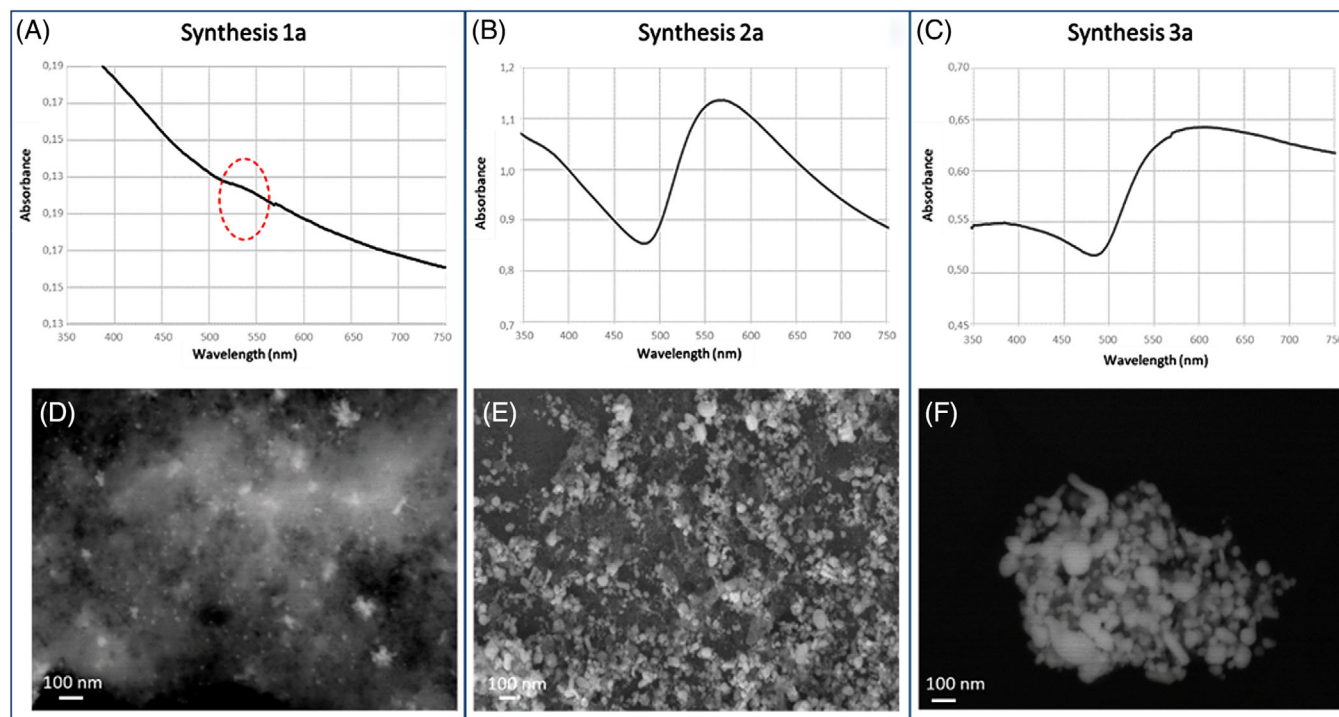 (A)
Synthesis 1a
0,19
0,17
0,15
0,13
0,19
0,17
0,15
0,13
Absorbance
350 400 450 500 550 600 650 700 750
Wavelength (nm)
(B)
Synthesis 2a
1,2
1,1
1,0
0,9
0,8
0,7
Absorbance
350 400 450 500 550 600 650 700 750
Wavelength (nm)
(C)
Synthesis 3a
0,70
0,65
0,60
0,55
0,50
0,45
Absorbance
350 400 450 500 550 600 650 700 750
Wavelength (nm)
(D)
100 nm
(E)
100 nm
(F)
100 nm